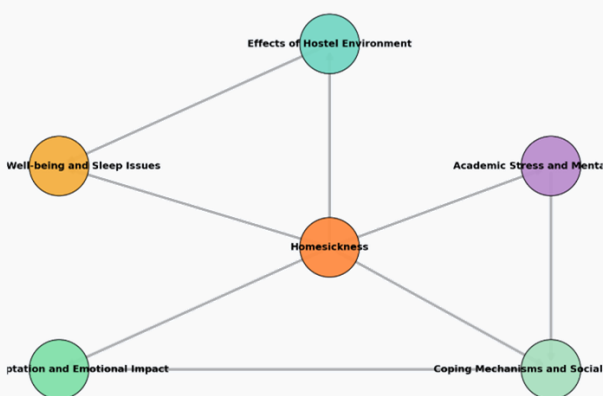 Effects of Hostel Environment
Well-being and Sleep Issues
Academic Stress and Menta
Homesickness
ptation and Emotional Impact
Coping Mechanisms and Social